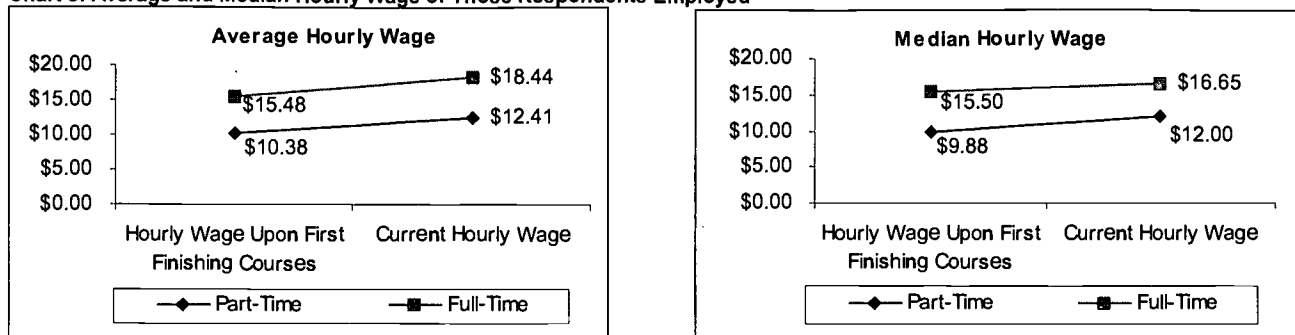 Average and Median Hourly Wage of Those Respondents Employed
Average Hourly Wage
$20.00
$15.00
$10.00
$5.00
$0.00
$15.48
$18.44
$10.38
$12.41
Hourly Wage Upon First Finishing Courses
Current Hourly Wage
Part-Time
Full-Time
Median Hourly Wage
$20.00
$15.00
$10.00
$5.00
$0.00
$15.50
$16.65
$9.88
$12.00
Hourly Wage Upon First
Finishing Courses
Current Hourly Wage
Part-Time
Full-Time